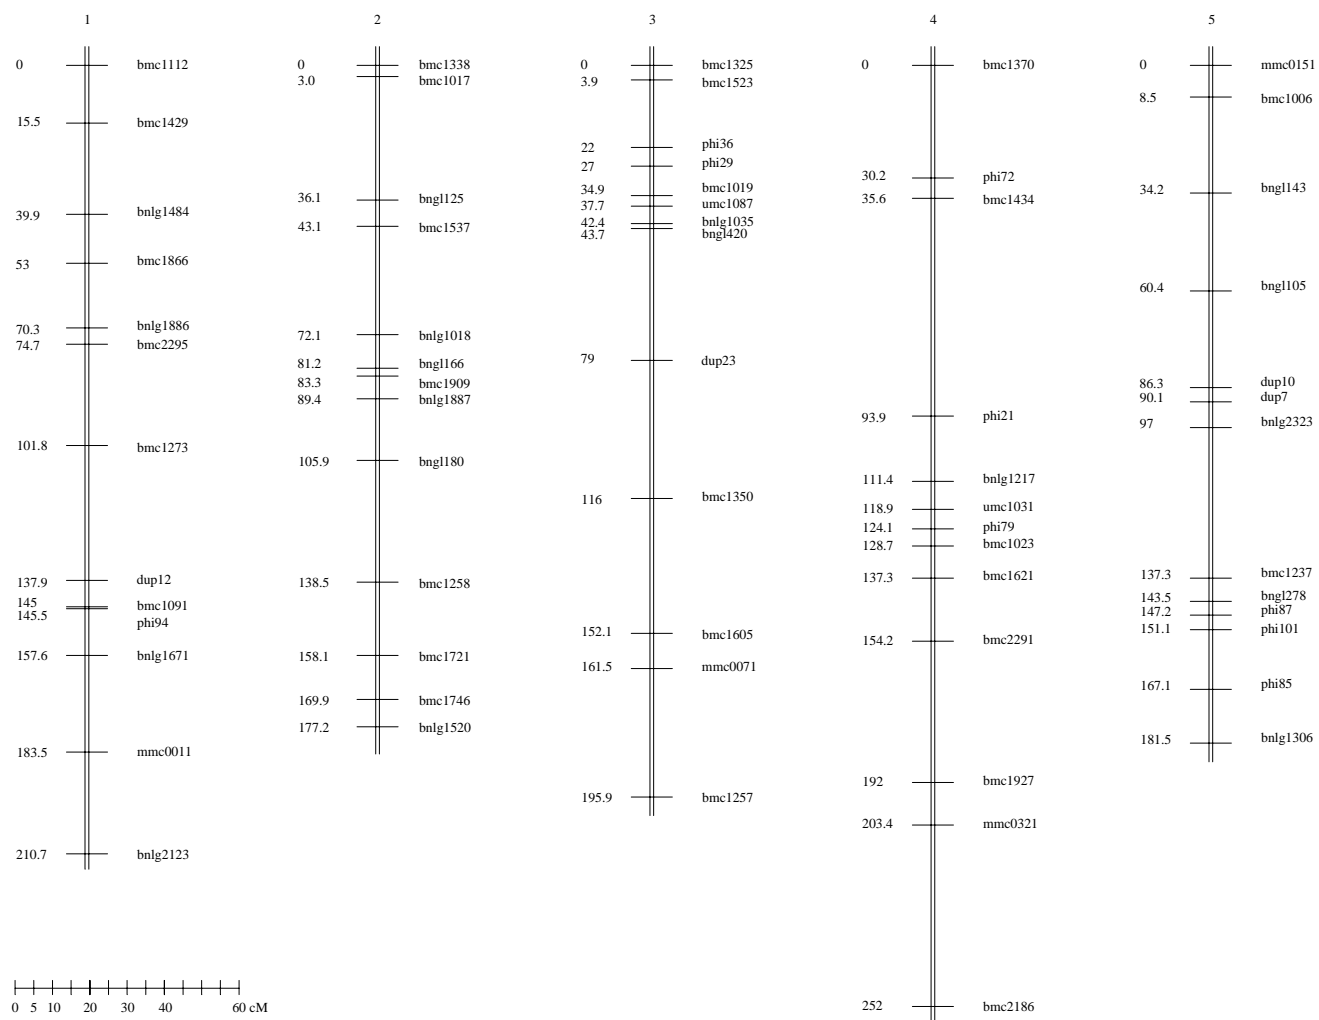 1 2 3 4 5
0 bmc1112
15.5 bmc1429
39.9 bnlg1484
53 bmc1866
70.3 bnlg1886
74.7 bmc2295
101.8 bmc1273
137.9 dup12
145 bmc1091
145.5 phi94
157.6 bnlg1671
183.5 mmc0011
210.7 bnlg2123
0 bmc1338
3.0 bmc1017
36.1 bngl125
43.1 bmc1537
72.1 bnlg1018
81.2 bngl166
83.3 bmc1909
89.4 bnlg1887
105.9 bngl180
138.5 bmc1258
158.1 bmc1721
169.9 bmc1746
177.2 bnlg1520
0 bmc1325
3.9 bmc1523
22 phi36
27 phi29
34.9 bmc1019
37.7 umc1087
42.4 bnlg1035
43.7 bngl420
79 dup23
116 bmc1350
152.1 bmc1605
161.5 mmc0071
195.9 bmc1257
0 bmc1370
30.2 phi72
35.6 bmc1434
93.9 phi21
111.4 bnlg1217
118.9 umc1031
124.1 phi79
128.7 bmc1023
137.3 bmc1621
154.2 bmc2291
192 bmc1927
203.4 mmc0321
252 bmc2186
0 mmc0151
8.5 bmc1006
34.2 bngl143
60.4 bngl105
86.3 dup10
90.1 dup7
97 bnlg2323
137.3 bmc1237
143.5 bngl278
147.2 phi87
151.1 phi101
167.1 phi85
181.5 bnlg1306
0 5 10 20 30 40 60 cM